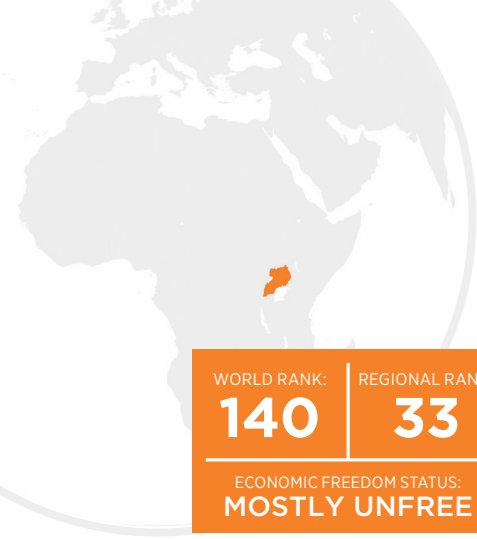 WORLD RANK:
140
REGIONAL RAN
33
ECONOMIC FREEDOM STATUS:
MOSTLY UNFREE